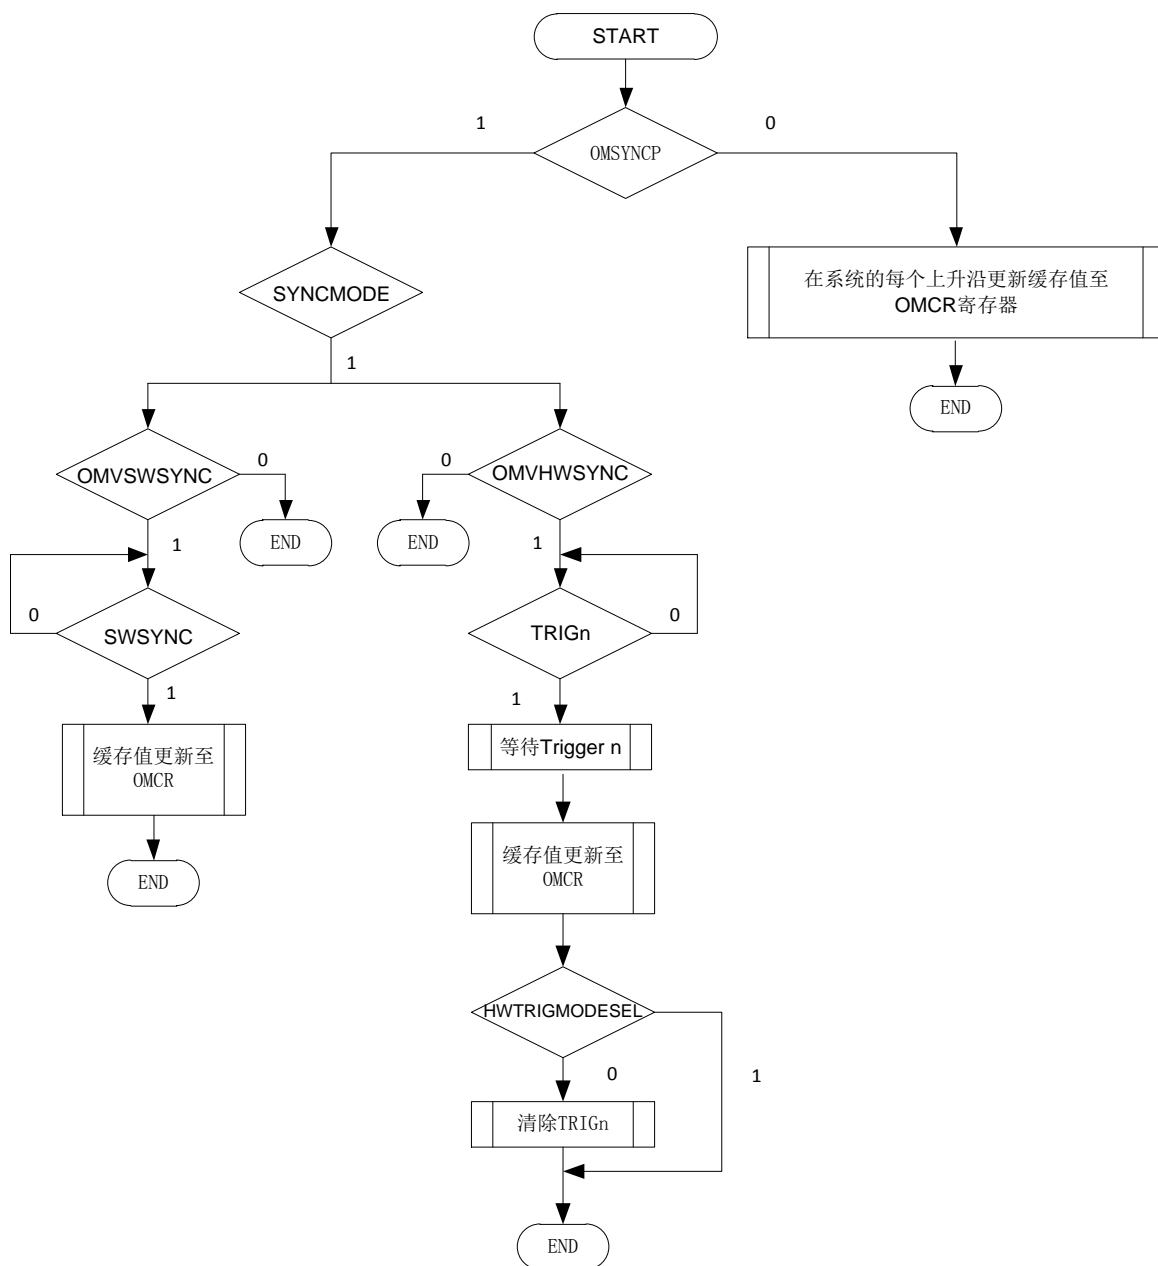 START
1
0
OMSYNCP
SYNCMODE
在系统的每个上升沿更新缓存值至
OMCR寄存器
1
END
OMVSWSYNC
0
0
OMVHWSYNC
END
END
1
1
0
SWSYNC
TRIGn
0
1
1
缓存值更新至
OMCR
等待Trigger n
END
缓存值更新至
OMCR
HWTRIGMODESEL
0
1
清除TRIGn
END